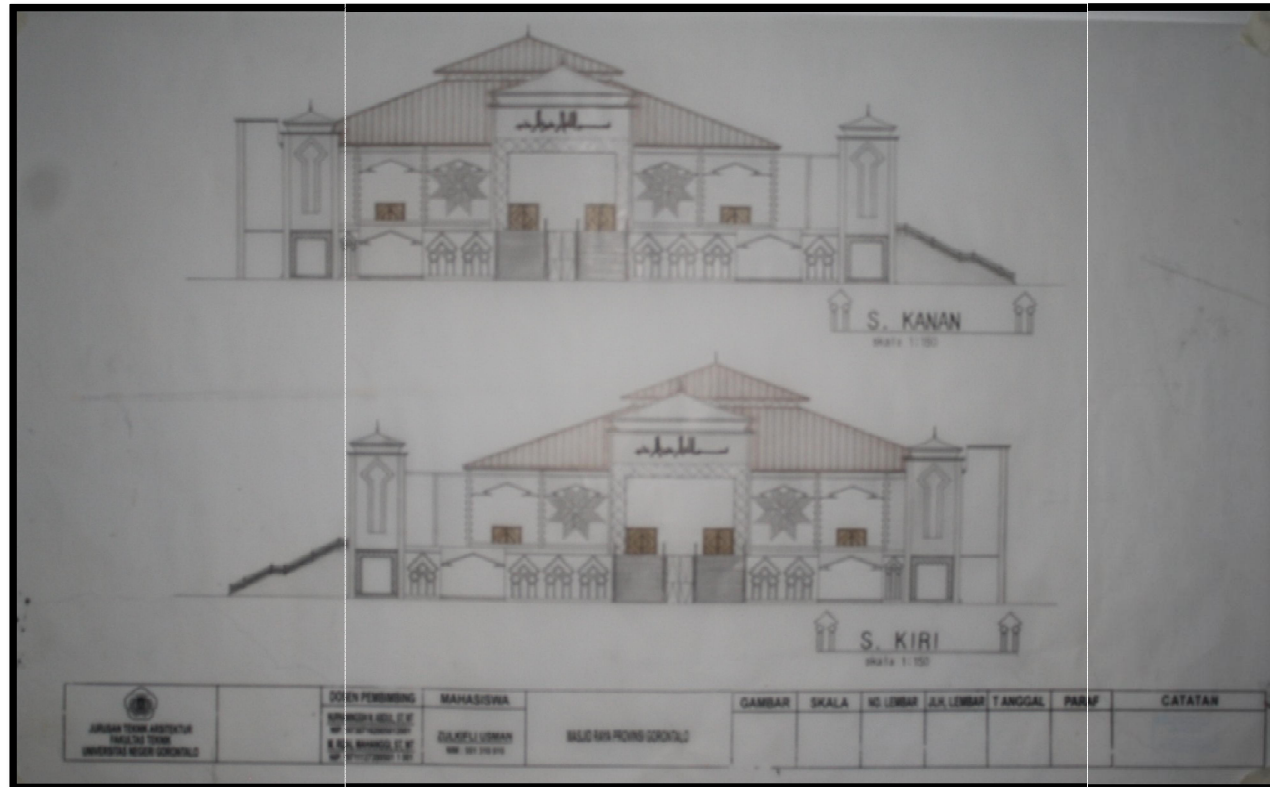 S. KANAN
skala 1:150
S. KIRI
skala 1:150
JURUSAN TEKNIK ARSITEKTUR
FAKULTAS TEKNIK
UNIVERSITAS NEGERI GORONTALO
DOSEN PEMBIMBING
MAHASISWA
ZULKIFLI USMAN
MASJID RAYA PROVINSI GORONTALO
GAMBAR
SKALA
NO. LEMBAR
JLH. LEMBAR
TANGGAL
PARAF
CATATAN